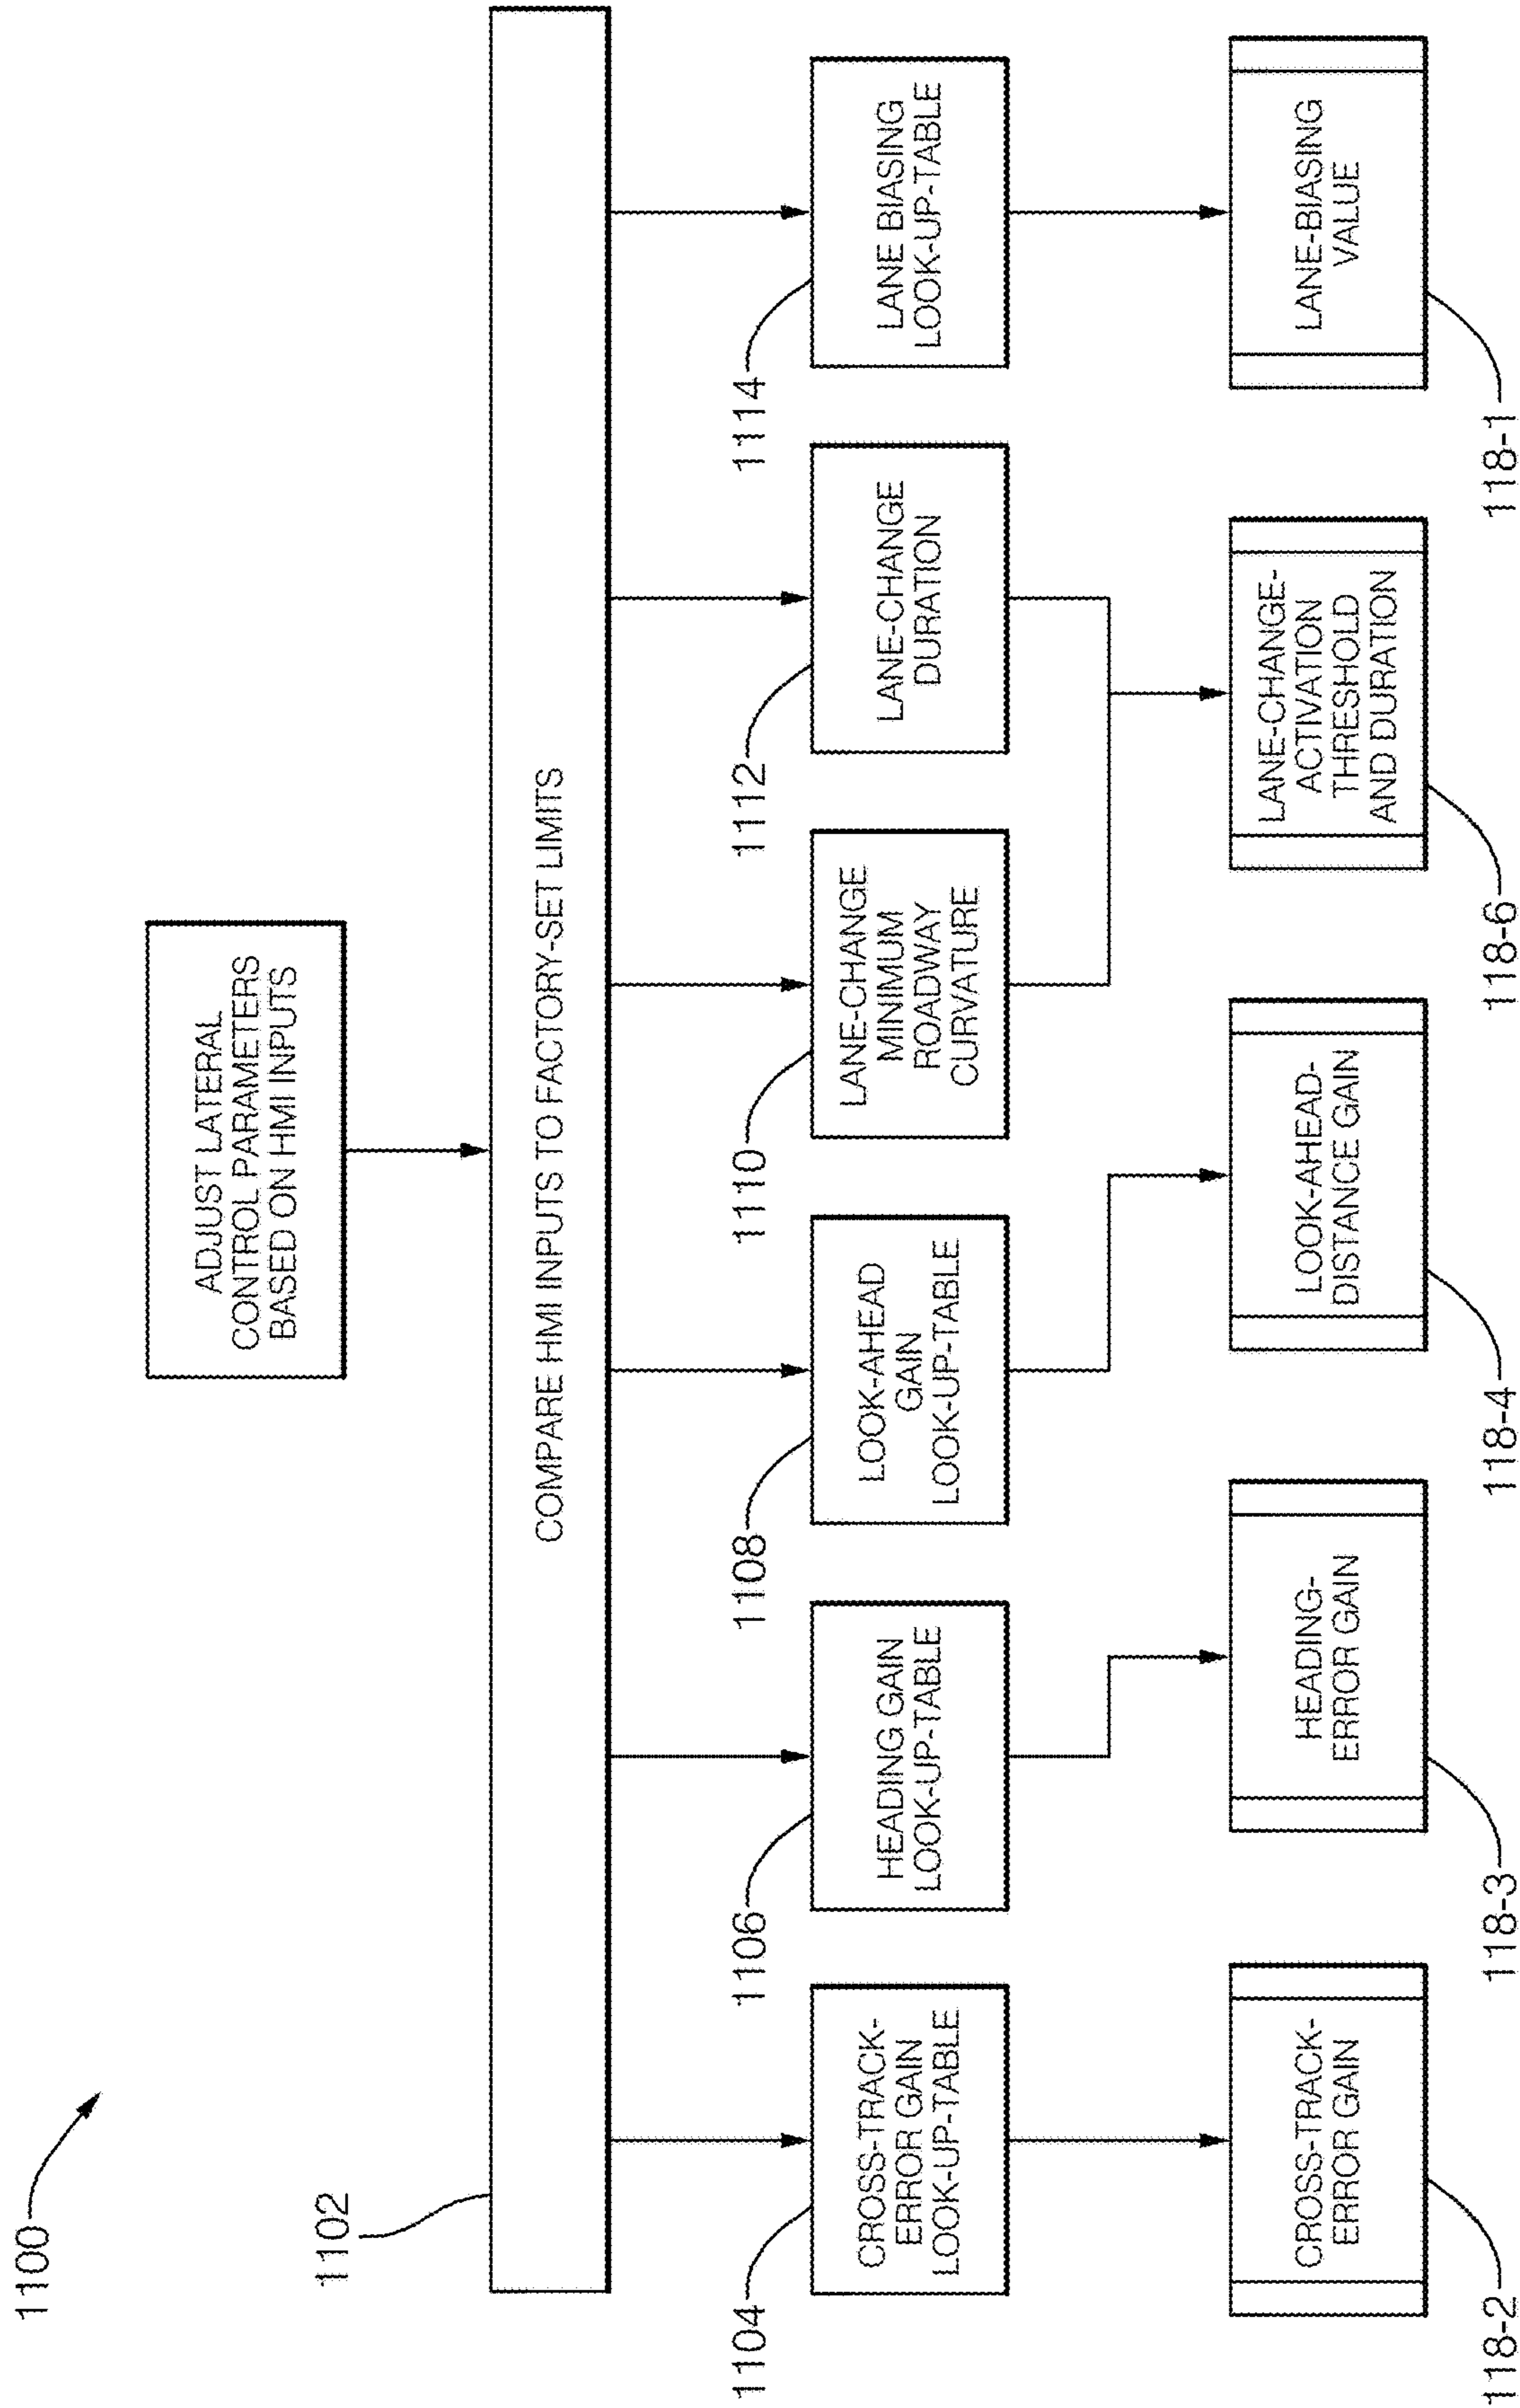 1100
ADJUST LATERAL
CONTROL PARAMETERS
BASED ON HMI INPUTS
1102
COMPARE HMI INPUTS TO FACTORY-SET LIMITS
1104
CROSS-TRACK-
ERROR GAIN
LOOK-UP-TABLE
1106
HEADING GAIN
LOOK-UP-TABLE
1108
LOOK-AHEAD
GAIN
LOOK-UP-TABLE
1110
LANE-CHANGE
MINIMUM
ROADWAY
CURVATURE
1112
LANE-CHANGE
DURATION
1114
LANE BIASING
LOOK-UP-TABLE
CROSS-TRACK-
ERROR GAIN
118-2
HEADING-
ERROR GAIN
118-3
LOOK-AHEAD-
DISTANCE GAIN
118-4
LANE-CHANGE-
ACTIVATION
THRESHOLD
AND DURATION
118-6
LANE-BIASING
VALUE
118-1